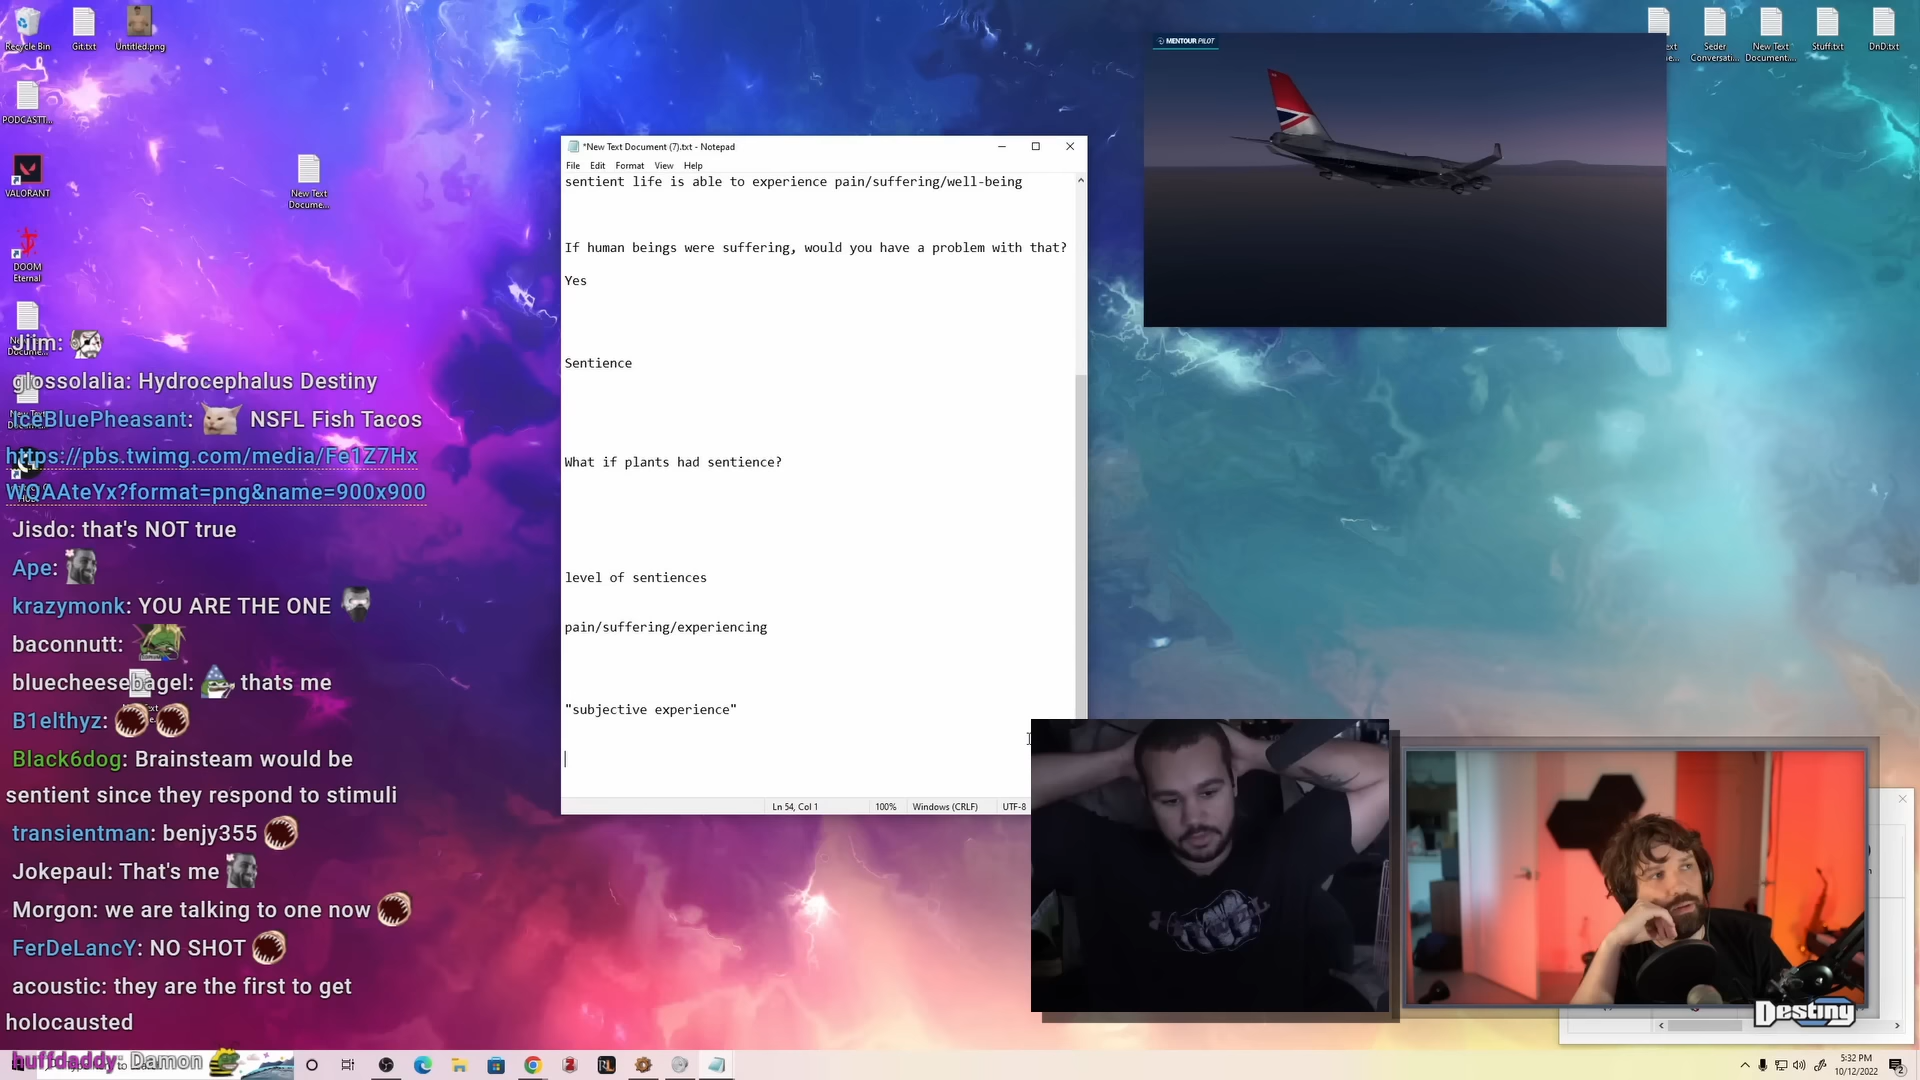 Recycle Bin
Git.txt
Untitled.png
PODCASTT...
VALORANT
New Text
Docume...
DOOM
Eternal
Jiim:
glossolalia: Hydrocephalus Destiny
IceBluePheasant: NSFL Fish Tacos
https://pbs.twimg.com/media/Fe1Z7Hx
WQAAteYx?format=png&name=900x900
Jisdo: that's NOT true
Ape:
krazymonk: YOU ARE THE ONE
baconnutt:
bluecheesebagel: thats me
B1elthyz:
Black6dog: Brainsteam would be
sentient since they respond to stimuli
transientman: benjy355
Jokepaul: That's me
Morgon: we are talking to one now
FerDeLancY: NO SHOT
acoustic: they are the first to get
holocausted
huffdaddy: Damon
*New Text Document (7).txt - Notepad
File Edit Format View Help
sentient life is able to experience pain/suffering/well-being
If human beings were suffering, would you have a problem with that?
Yes
Sentience
What if plants had sentience?
level of sentiences
pain/suffering/experiencing
"subjective experience"
Ln 54, Col 1
100%
Windows (CRLF)
UTF-8
MENTOUR PILOT
Seder
Conversati...
New Text
Document....
Stuff.txt
DnD.txt
Destiny
5:32 PM
10/12/2022
2